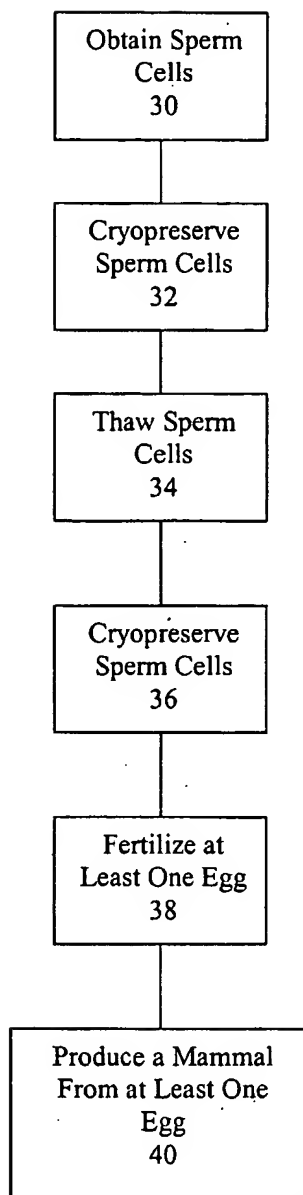 Obtain Sperm
Cells
30
Cryopreserve
Sperm Cells
32
Thaw Sperm
Cells
34
Cryopreserve
Sperm Cells
36
Fertilize at
Least One Egg
38
Produce a Mammal
From at Least One
Egg
40